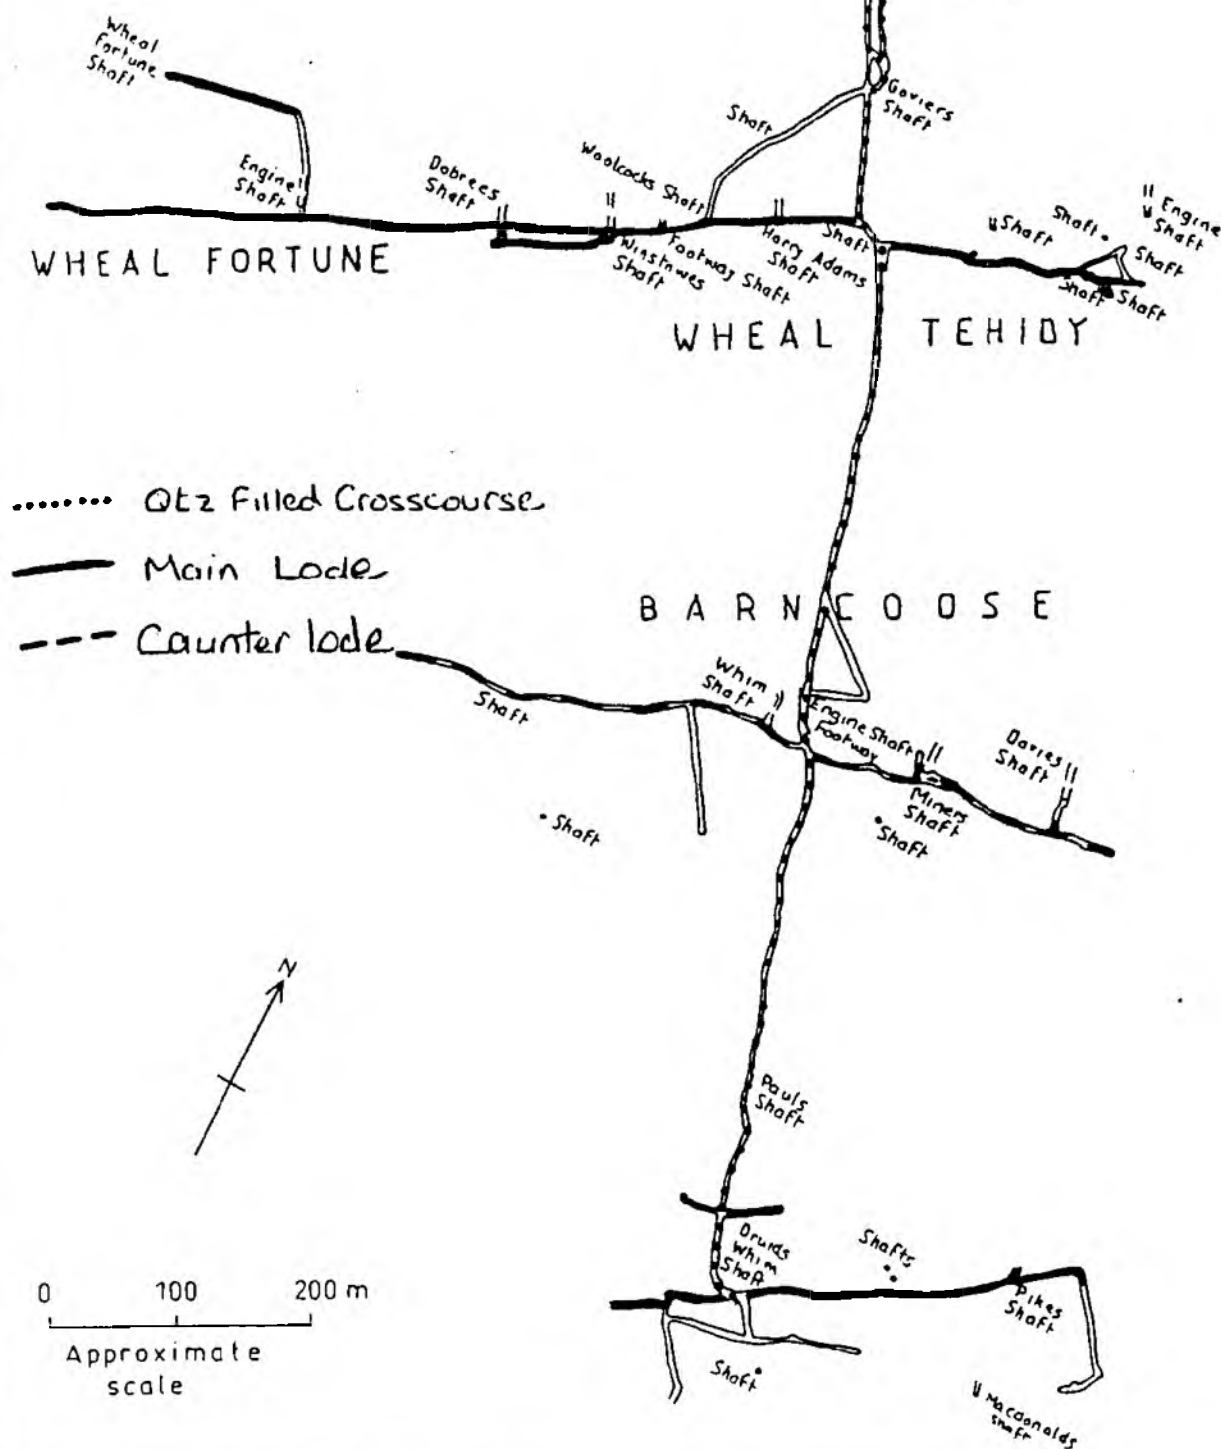 Wheal
Fortune
Shaft
Goviers
Shaft
Shaft
Engine
Shaft
Dobrees
Shaft
Woolcocks Shaft
Winstnwes
Shaft
Footway Shaft
Harry Adams
Shaft
Shaft
Shaft
Shaft
Engine
Shaft
Shaft
Shaft
Shaft
WHEAL FORTUNE
WHEAL TEHIDY
Qtz Filled Crosscourse
Main Lode
Caunter lode
BARNCOOSE
Shaft
Whim
Shaft
Engine Shaft
Footway
Miners
Shaft
Davies
Shaft
Shaft
Shaft
N
Pauls
Shaft
Druids
Whim
Shaft
Shafts
Pikes
Shaft
Shaft
Macdonalds
Shaft
0 100 200 m
Approximate
scale